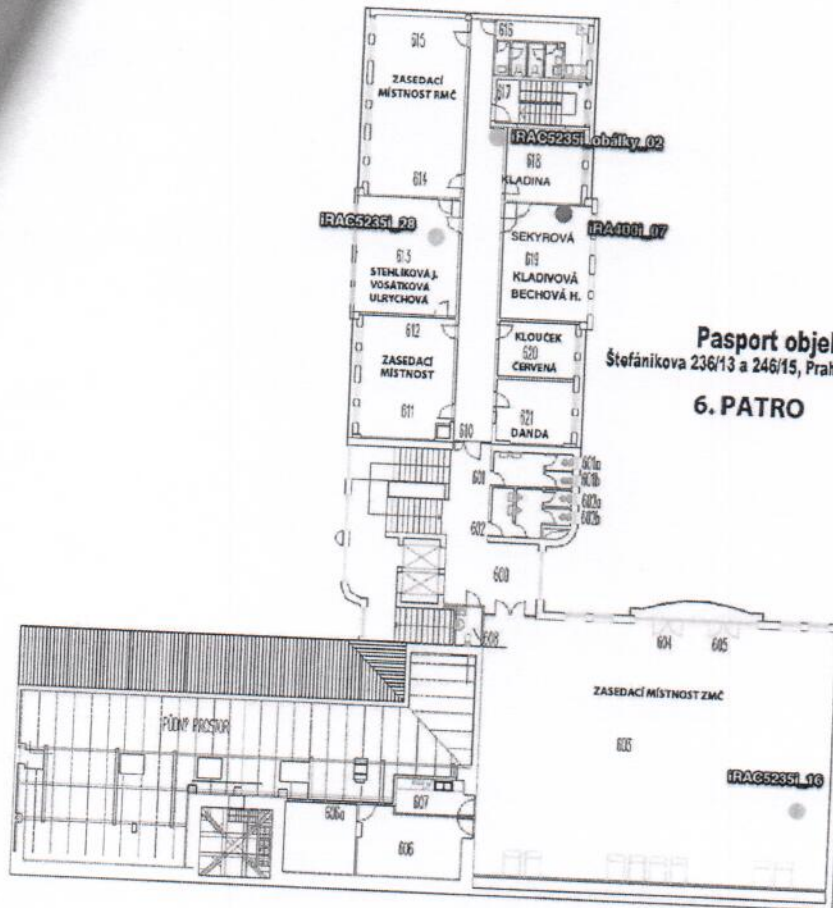 615
616
ZASEDACÍ
MÍSTNOST RMČ
617
iRAC5235i_obálky_02
618
KLADINA
614
iRAC5235i_28
iRA400i_07
SEKYROVÁ
613
619
STEHLÍKOVÁ J.
VOSÁTKOVÁ
ULRYCHOVÁ
KLADIVOVÁ
BECHOVÁ H.
612
KLOUČEK
620
ČERVENÁ
ZASEDACÍ
MÍSTNOST
Pasport objel
Štefánikova 236/13 a 246/15, Prah
6. PATRO
611
621
DANDA
610
601
601a
601b
602a
602b
602
600
608
604
605
ZASEDACÍ MÍSTNOST ZMČ
PŮDNÍ PROSTOR
603
iRAC5235i_16
607
606a
606